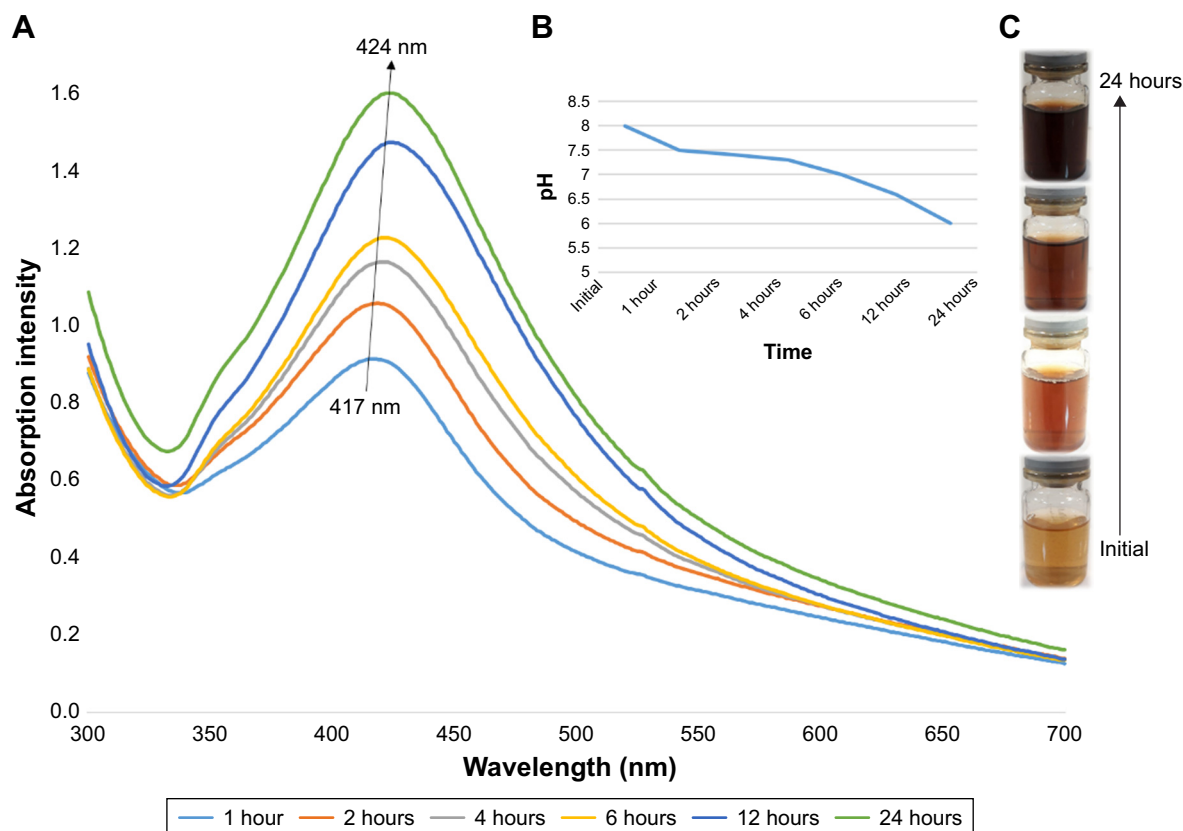 A
B
C
424 nm
417 nm
Absorption intensity
1.6
1.4
1.2
1.0
0.8
0.6
0.4
0.2
0.0
300 350 400 450 500 550 600 650 700
Wavelength (nm)
pH
8.5
8
7.5
7
6.5
6
5.5
5
Initial 1 hour 2 hours 4 hours 6 hours 12 hours 24 hours
Time
24 hours
Initial
1 hour 2 hours 4 hours 6 hours 12 hours 24 hours